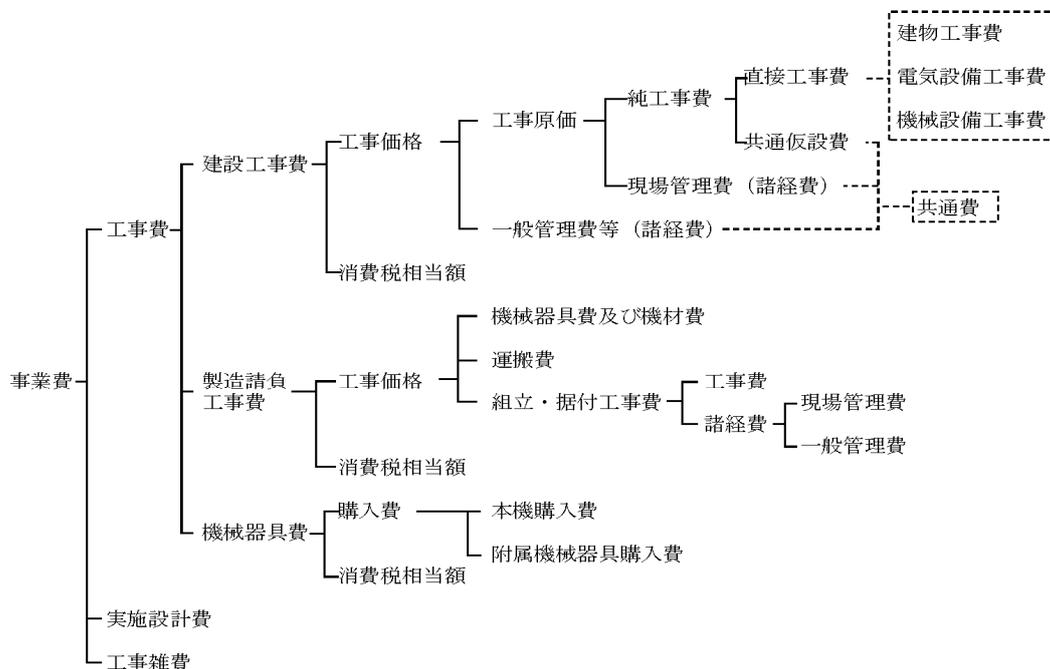 建物工事費
直接工事費
電気設備工事費
純工事費
工事原価
機械設備工事費
工事価格
共通仮設費
建設工事費
現場管理費（諸経費）
共通費
工事費
一般管理費等（諸経費）
消費税相当額
機械器具費及び機材費
運搬費
事業費
製造請負
工事費
工事価格
工事費
組立・据付工事費
現場管理費
諸経費
一般管理費
消費税相当額
購入費
本機購入費
機械器具費
附属機械器具購入費
消費税相当額
実施設計費
工事雑費